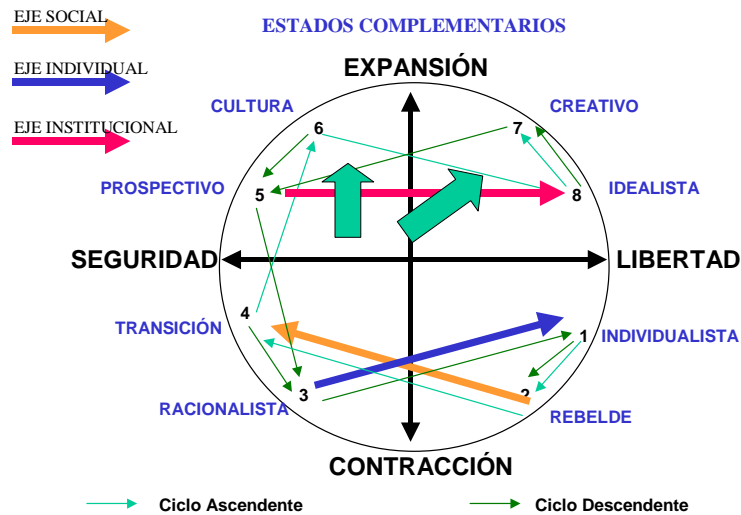 EJE SOCIAL
ESTADOS COMPLEMENTARIOS
EJE INDIVIDUAL
EXPANSIÓN
CULTURA
CREATIVO
6
7
EJE INSTITUCIONAL
PROSPECTIVO
5
8
IDEALISTA
SEGURIDAD
LIBERTAD
4
TRANSICIÓN
1
INDIVIDUALISTA
3
2
RACIONALISTA
REBELDE
CONTRACCIÓN
Ciclo Ascendente
Ciclo Descendente